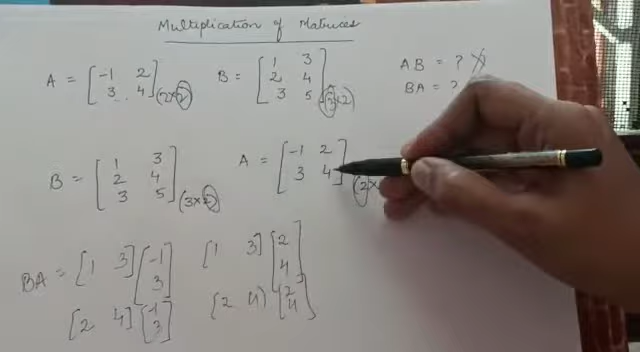 Multiplication of Matrices
A = [-1 2 B = [1 3 AB = ? X
3 4] (2×2) 2 4 BA = ?
3 5] (3×2)
B = [1 3 A = [-1 2
2 4 3 4] (2×
3 5] (3×2)
BA = [1 3] [-1 3] [1 3] [2 4]
[2 4] [-1 3] [2 4] [2 4]